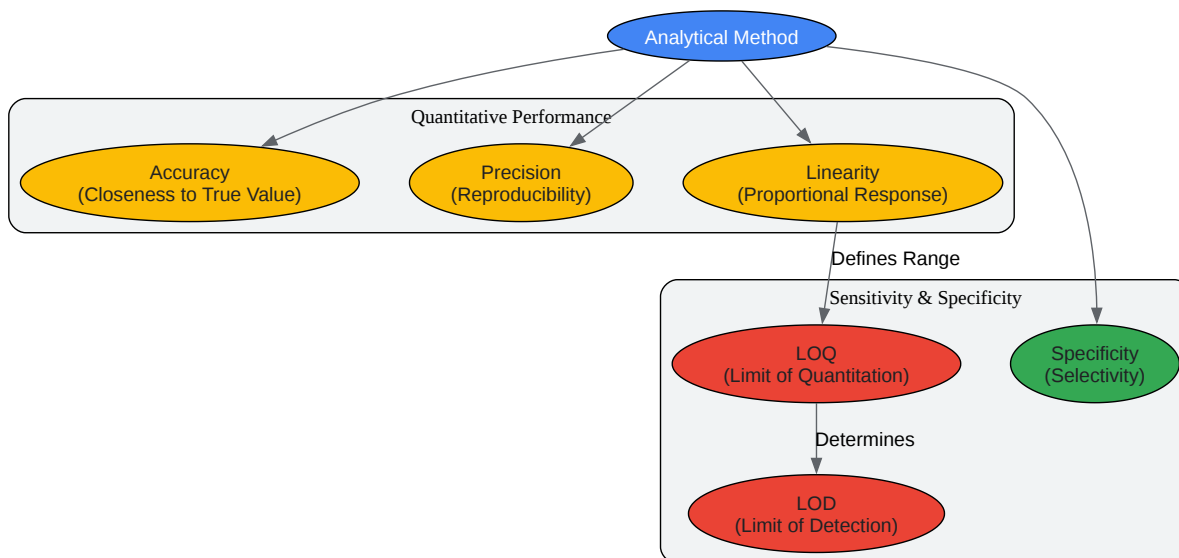 Analytical Method
Quantitative Performance
Accuracy
(Closeness to True Value)
Precision
(Reproducibility)
Linearity
(Proportional Response)
Defines Range
Sensitivity & Specificity
LOQ
(Limit of Quantitation)
Specificity
(Selectivity)
Determines
LOD
(Limit of Detection)